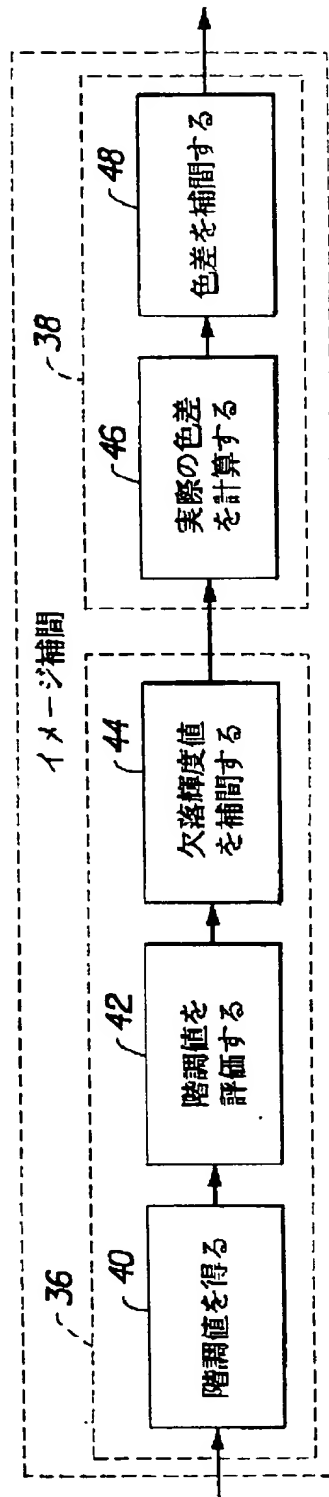 イメージ補間
36
40
階調値を得る
42
階調値を
評価する
44
欠落輝度値
を補間する
38
46
実際の色差
を計算する
48
色差を補間する